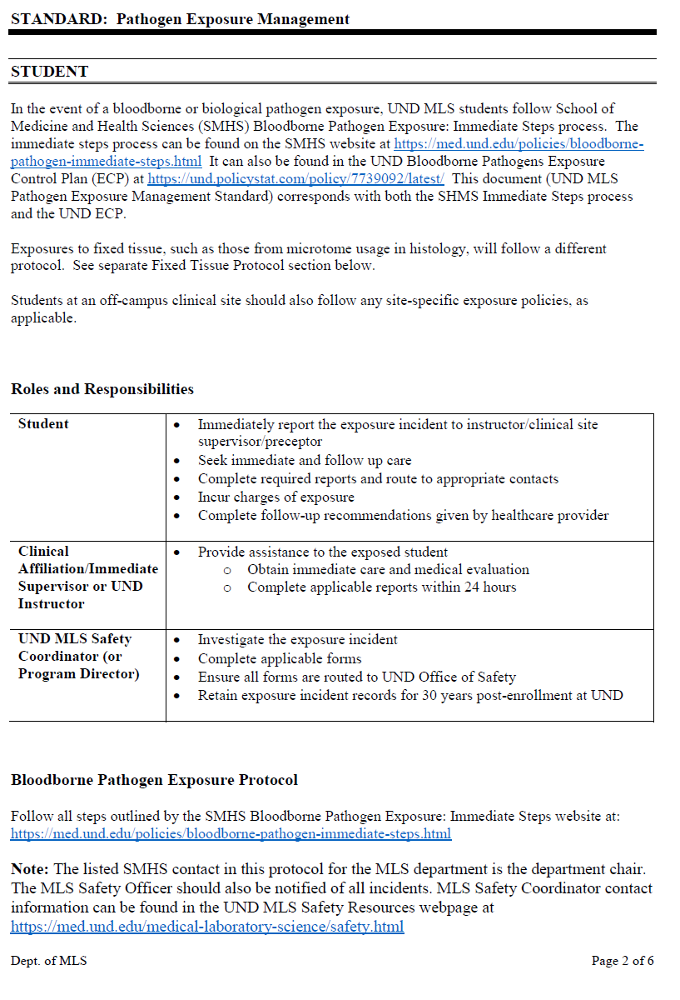 STANDARD: Pathogen Exposure Management
STUDENT
In the event of a bloodborne or biological pathogen exposure, UND MLS students follow School of
Medicine and Health Sciences (SMHS) Bloodborne Pathogen Exposure: Immediate Steps process. The
immediate steps process can be found on the SMHS website at https://med.und.edu/policies/bloodborne-
pathogen-immediate-steps.html It can also be found in the UND Bloodborne Pathogens Exposure
Control Plan (ECP) at https://und.policystat.com/policy/7739092/latest/ This document (UND MLS
Pathogen Exposure Management Standard) corresponds with both the SHMS Immediate Steps process
and the UND ECP.
Exposures to fixed tissue, such as those from microtome usage in histology, will follow a different
protocol. See separate Fixed Tissue Protocol section below.
Students at an off-campus clinical site should also follow any site-specific exposure policies, as
applicable.
Roles and Responsibilities
Student
• Immediately report the exposure incident to instructor/clinical site
supervisor/preceptor
• Seek immediate and follow up care
• Complete required reports and route to appropriate contacts
• Incur charges of exposure
• Complete follow-up recommendations given by healthcare provider
Clinical
Affiliation/Immediate
Supervisor or UND
Instructor
• Provide assistance to the exposed student
o Obtain immediate care and medical evaluation
o Complete applicable reports within 24 hours
UND MLS Safety
Coordinator (or
Program Director)
• Investigate the exposure incident
• Complete applicable forms
• Ensure all forms are routed to UND Office of Safety
• Retain exposure incident records for 30 years post-enrollment at UND
Bloodborne Pathogen Exposure Protocol
Follow all steps outlined by the SMHS Bloodborne Pathogen Exposure: Immediate Steps website at:
https://med.und.edu/policies/bloodborne-pathogen-immediate-steps.html
Note: The listed SMHS contact in this protocol for the MLS department is the department chair.
The MLS Safety Officer should also be notified of all incidents. MLS Safety Coordinator contact
information can be found in the UND MLS Safety Resources webpage at
https://med.und.edu/medical-laboratory-science/safety.html
Dept. of MLS
Page 2 of 6